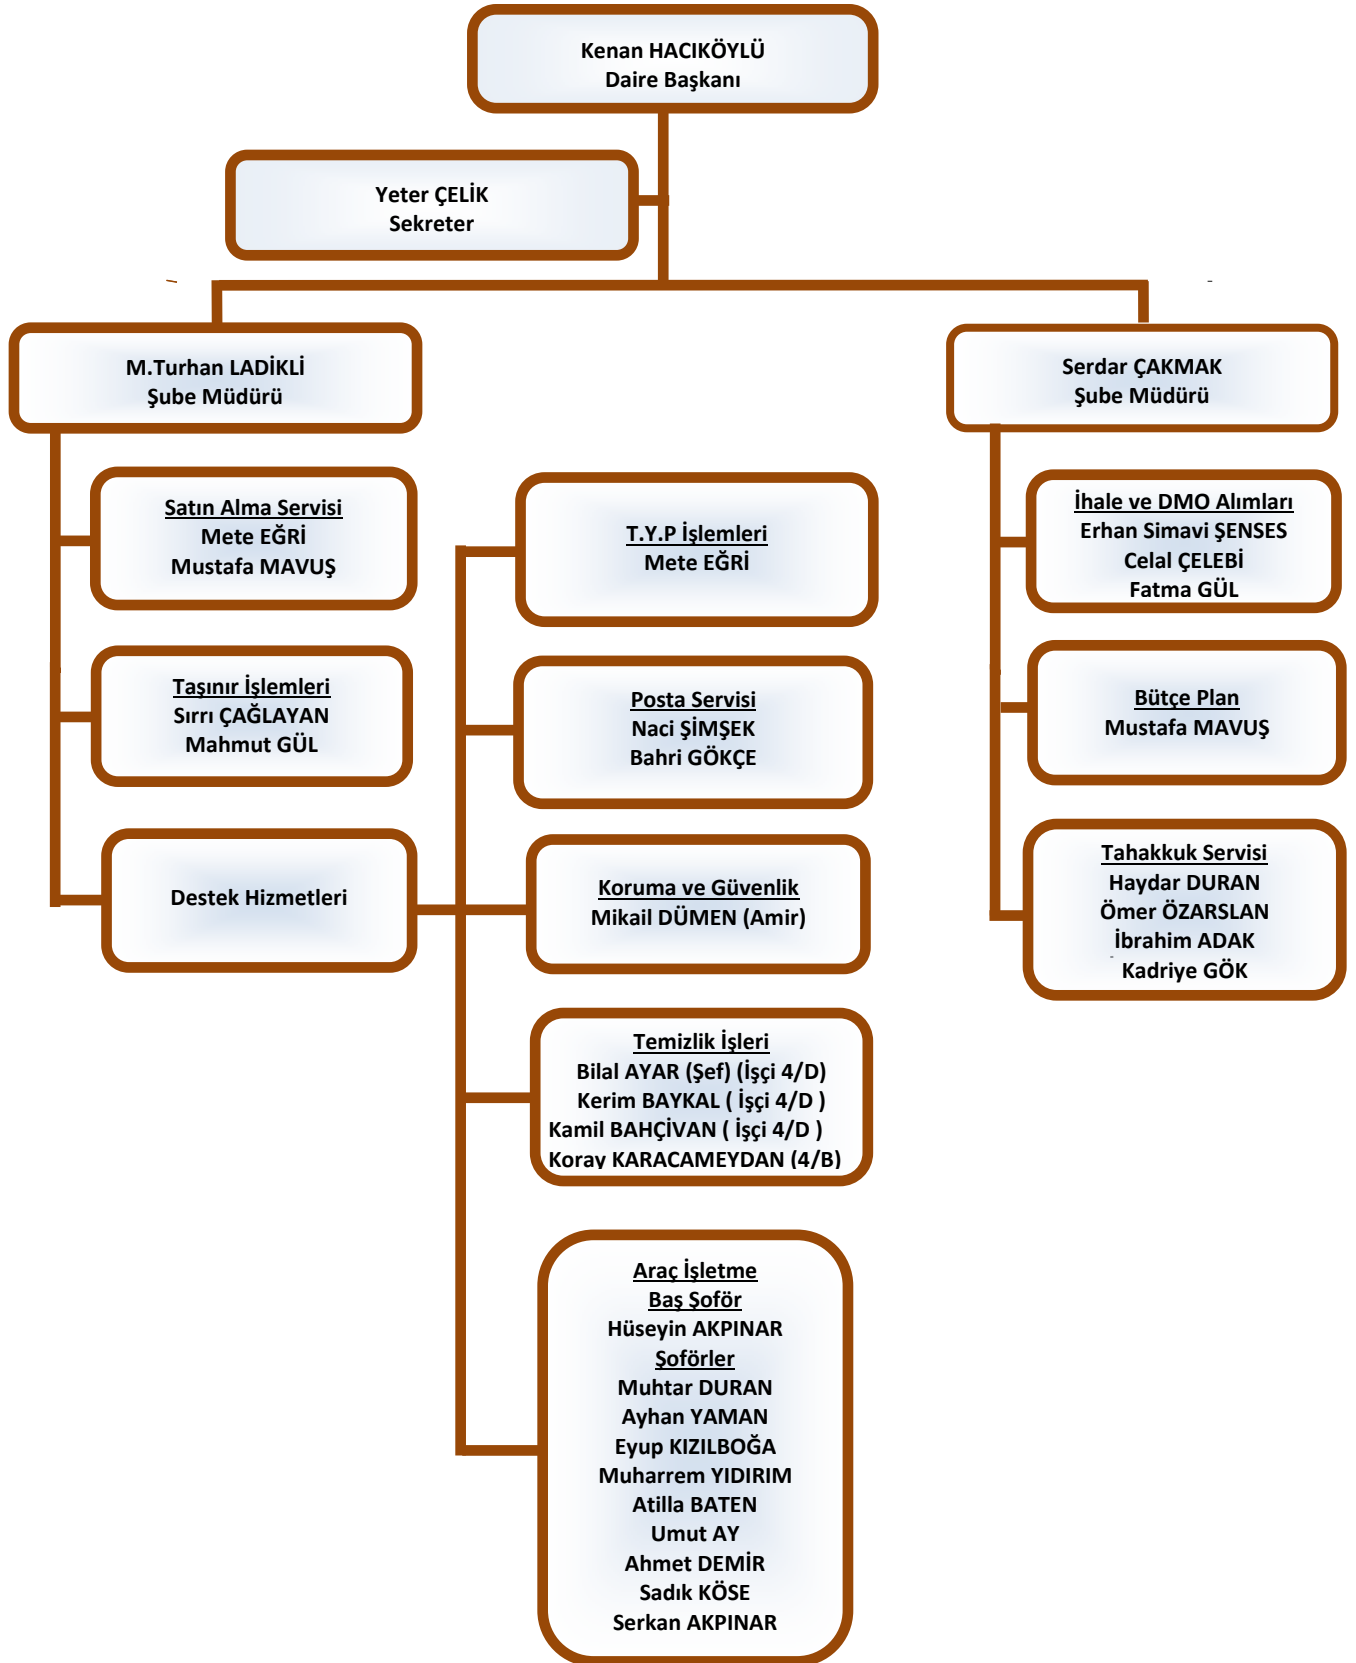 Kenan HACIKÖYLÜ
Daire Başkanı
Yeter ÇELİK
Sekreter
M.Turhan LADİKLİ
Şube Müdürü
Serdar ÇAKMAK
Şube Müdürü
Satın Alma Servisi
Mete EĞRİ
Mustafa MAVUŞ
Taşınır İşlemleri
Sırrı ÇAĞLAYAN
Mahmut GÜL
Destek Hizmetleri
T.Y.P İşlemleri
Mete EĞRİ
Posta Servisi
Naci ŞİMŞEK
Bahri GÖKÇE
Koruma ve Güvenlik
Mikail DÜMEN (Amir)
Temizlik İşleri
Bilal AYAR (Şef) (İşçi 4/D)
Kerim BAYKAL ( İşçi 4/D )
Kamil BAHÇİVAN ( İşçi 4/D )
Koray KARACAMEYDAN (4/B)
Araç İşletme
Baş Şoför
Hüseyin AKPINAR
Şoförler
Muhtar DURAN
Ayhan YAMAN
Eyup KIZILBOĞA
Muharrem YIDIRIM
Atilla BATEN
Umut AY
Ahmet DEMİR
Sadık KÖSE
Serkan AKPINAR
İhale ve DMO Alımları
Erhan Simavi ŞENSES
Celal ÇELEBİ
Fatma GÜL
Bütçe Plan
Mustafa MAVUŞ
Tahakkuk Servisi
Haydar DURAN
Ömer ÖZARSLAN
İbrahim ADAK
Kadriye GÖK